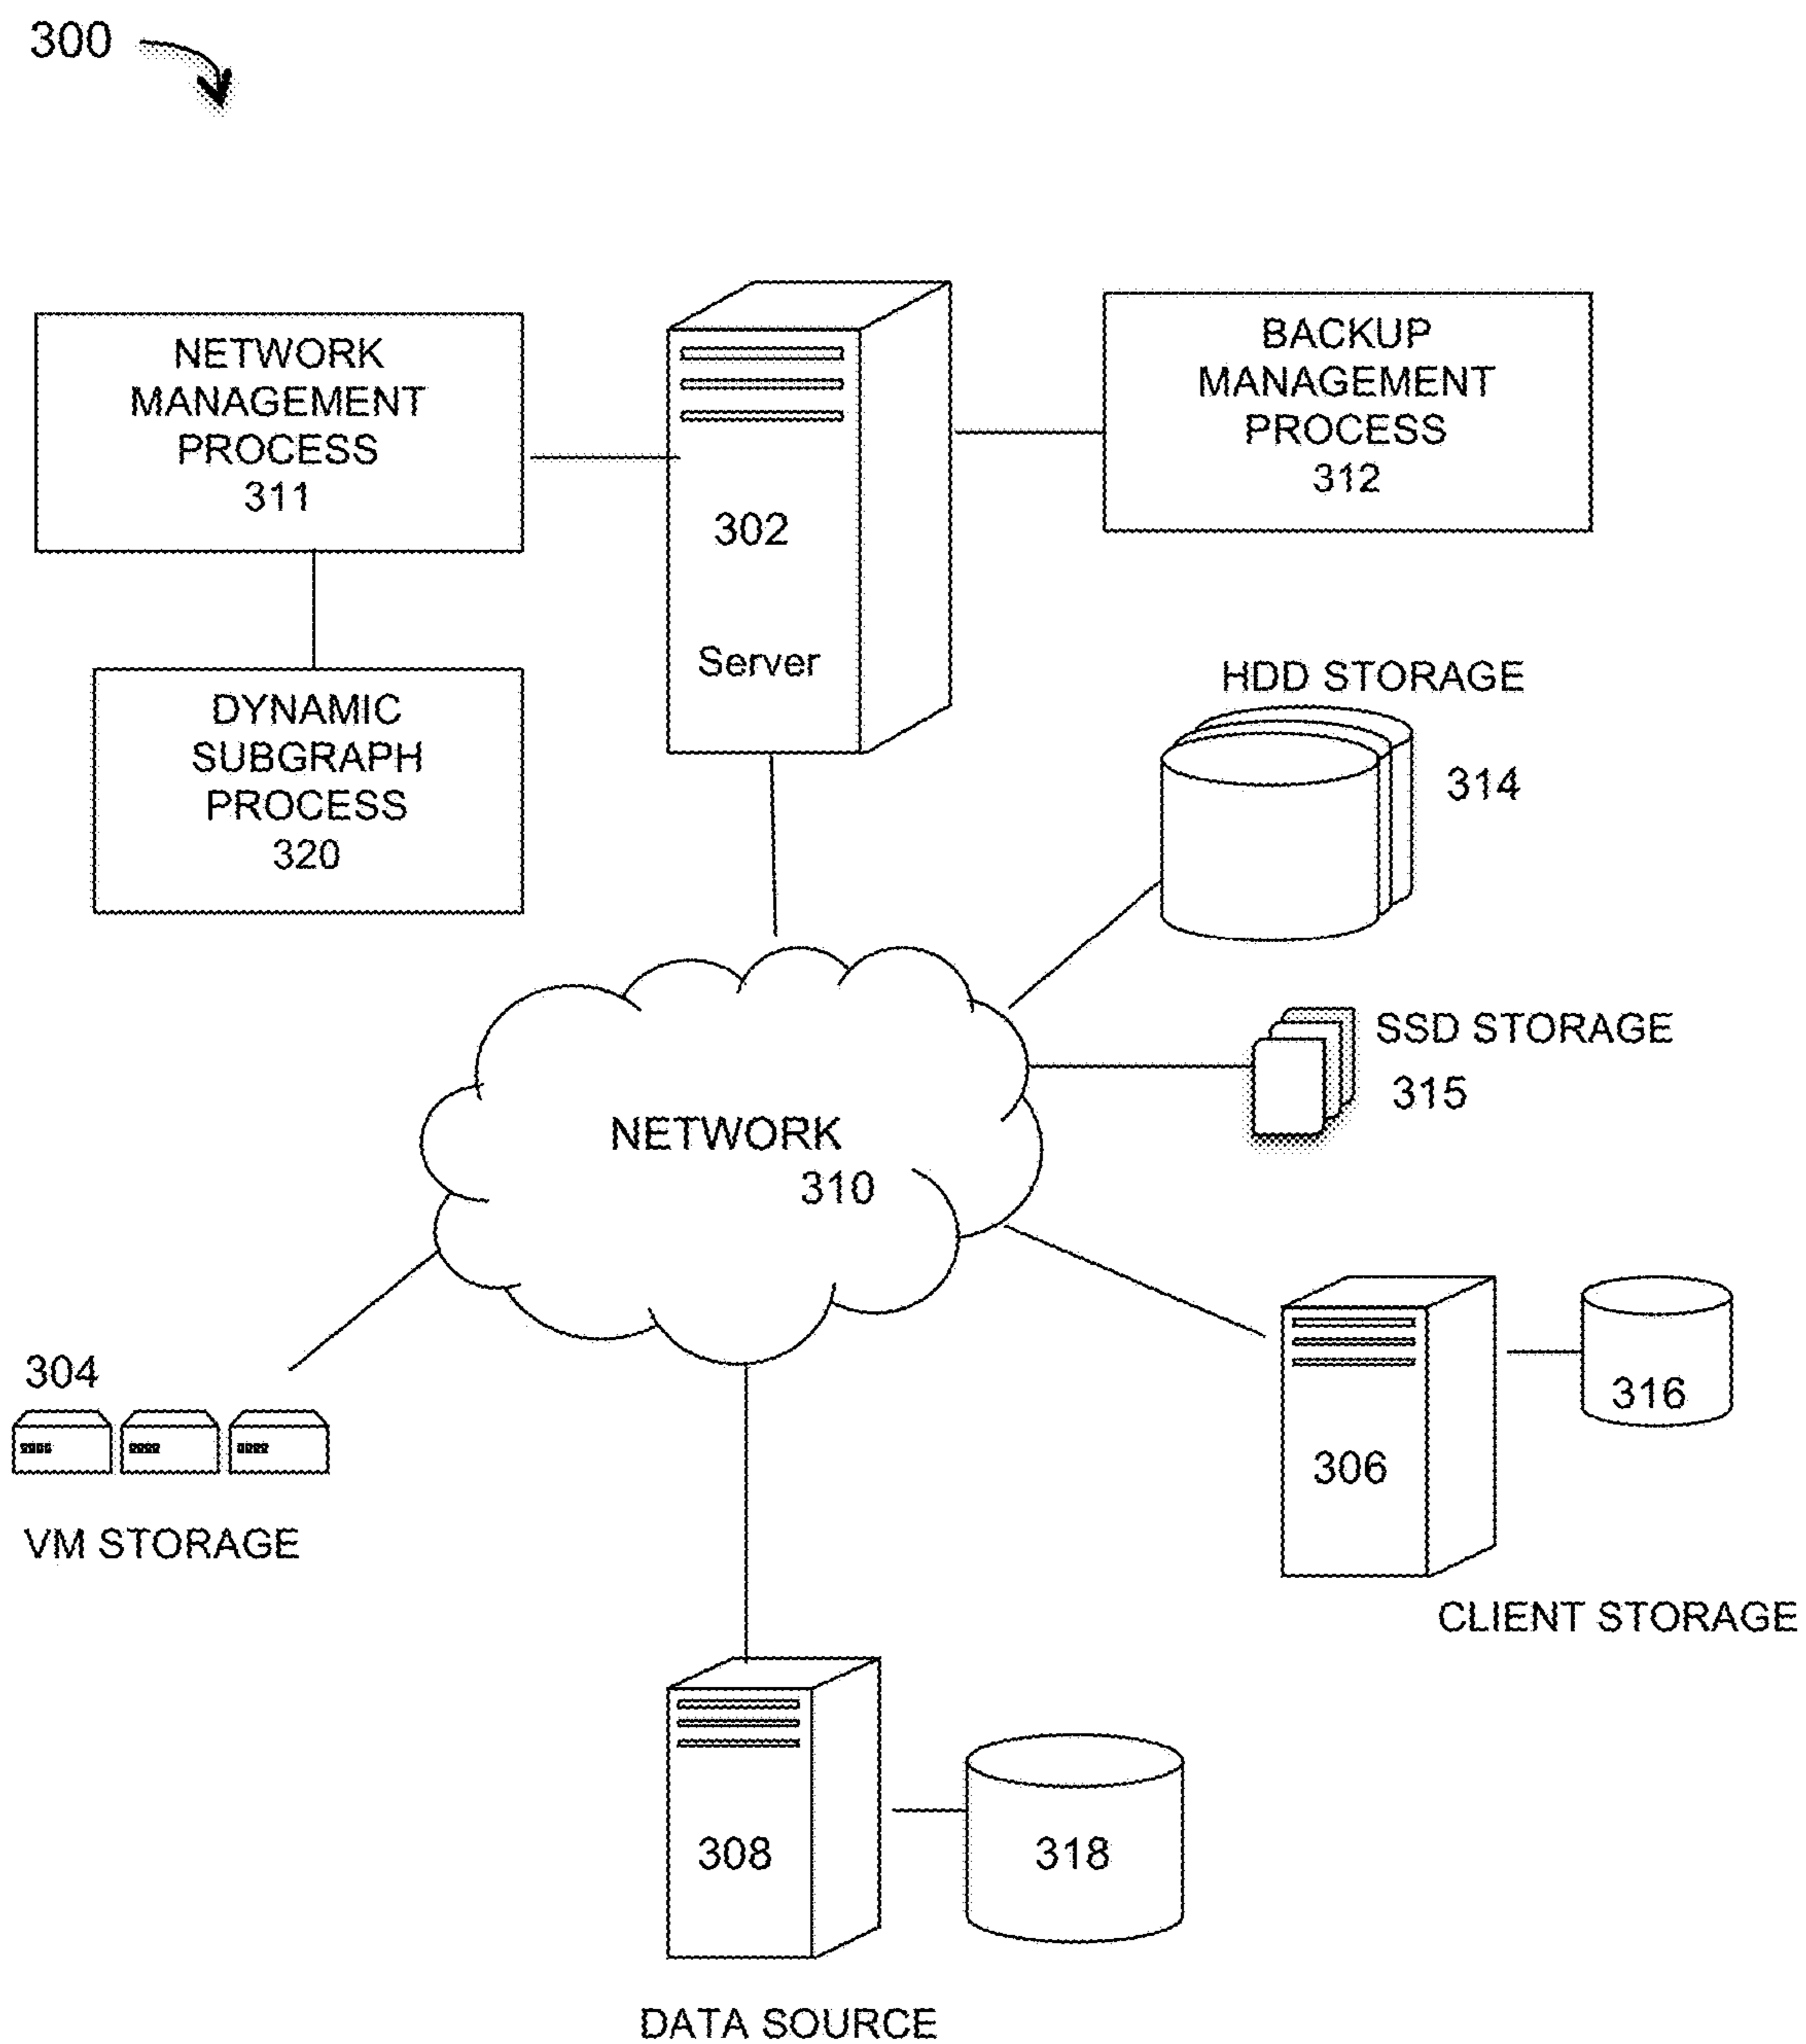 300
NETWORK
MANAGEMENT
PROCESS
311
302
Server
BACKUP
MANAGEMENT
PROCESS
312
DYNAMIC
SUBGRAPH
PROCESS
320
HDD STORAGE
314
SSD STORAGE
315
NETWORK
310
304
VM STORAGE
306
316
CLIENT STORAGE
308
318
DATA SOURCE